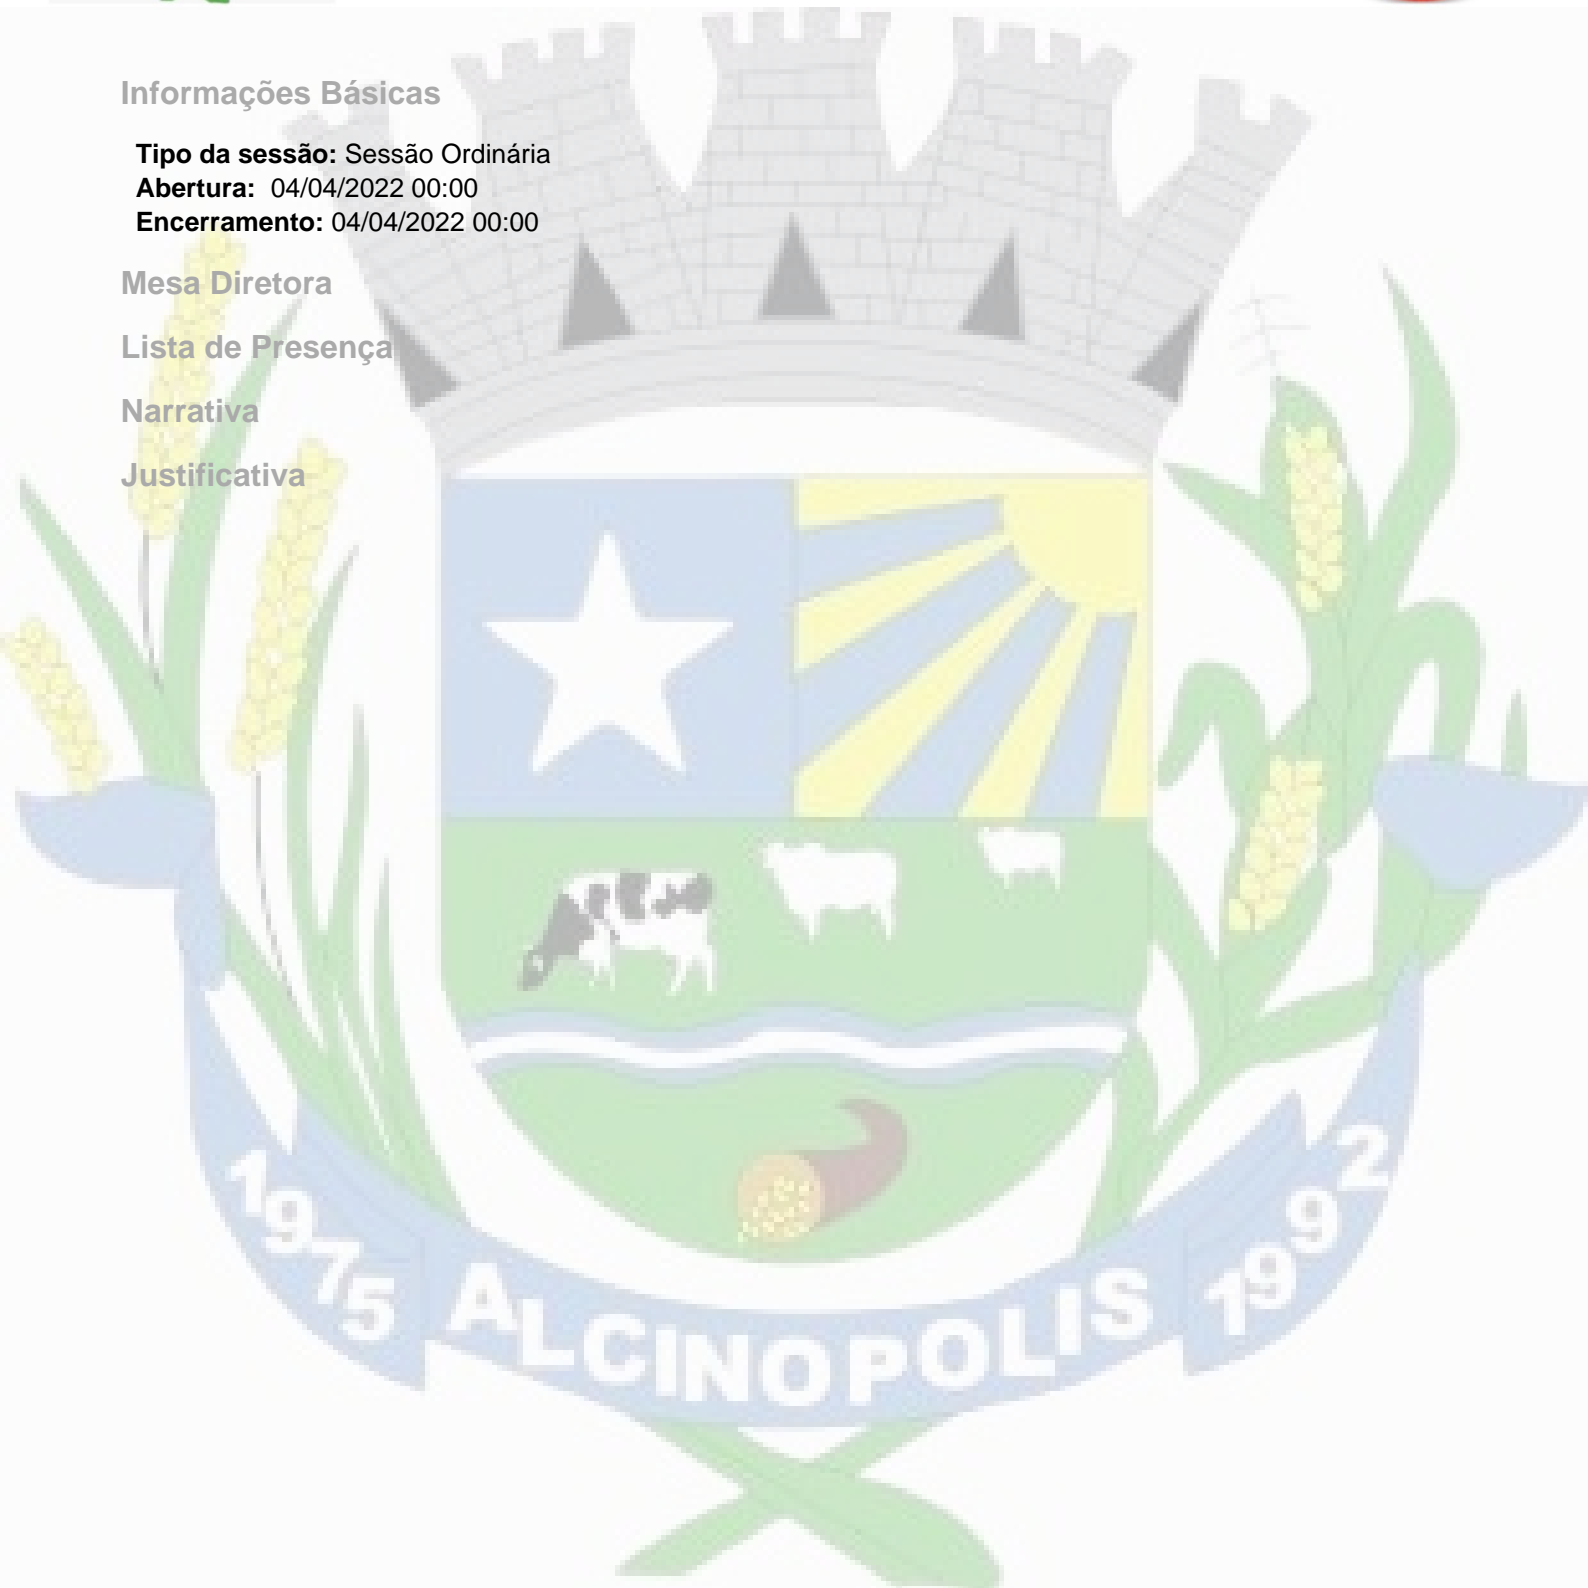 Informações Básicas
Tipo da sessão: Sessão Ordinária
Abertura: 04/04/2022 00:00
Encerramento: 04/04/2022 00:00
Mesa Diretora
Lista de Presença
Narrativa
Justificativa
1975 ALCINOPOLIS 1992